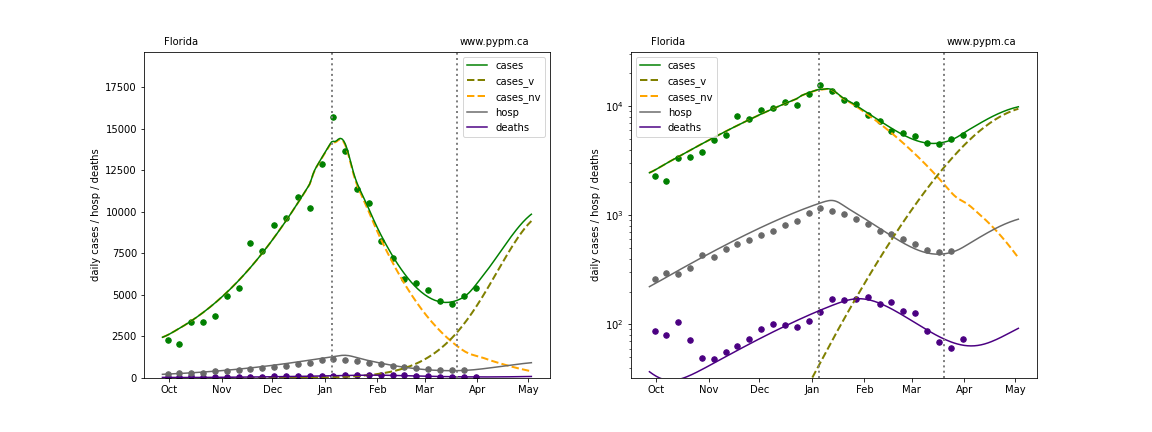 Florida www.pypm.ca
cases
cases_v
cases_nv
hosp
deaths
17500
15000
12500
10000
7500
5000
2500
0
daily cases / hosp / deaths
Oct Nov Dec Jan Feb Mar Apr May
Florida www.pypm.ca
cases
cases_v
cases_nv
hosp
deaths
10⁴
10³
10²
daily cases / hosp / deaths
Oct Nov Dec Jan Feb Mar Apr May